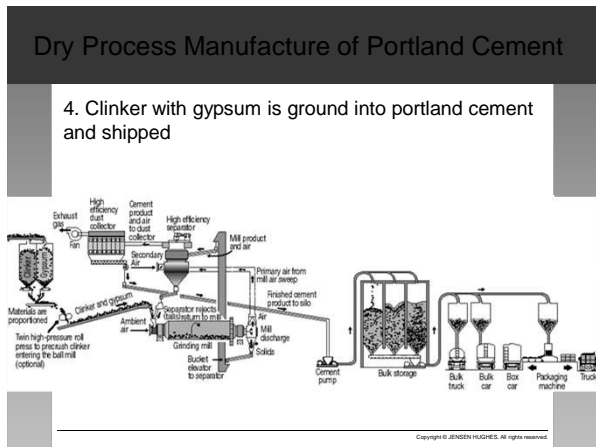 Dry Process Manufacture of Portland Cement
4. Clinker with gypsum is ground into portland cement
and shipped
Exhaust
gas
Fan
High
efficiency
dust
collector
Cement
product
and air
to dust
collector
High efficiency
separator
Mill product
and air
Secondary
Air
Primary air from
mill air sweep
Finished cement
product to silo
Clinker
Gypsum
Materials are
proportioned
Clinker and gypsum
Twin high-pressure roll
press to precrush clinker
entering the ball mill
(optional)
Ambient
air
Separator rejects
(tails) return to mill
Grinding mill
Air
Mill
discharge
Solids
Bucket
elevator
to separator
Cement
pump
Bulk storage
Bulk
truck
Bulk
car
Box
car
Packaging
machine
Truck
Copyright © JENSEN HUGHES. All rights reserved.